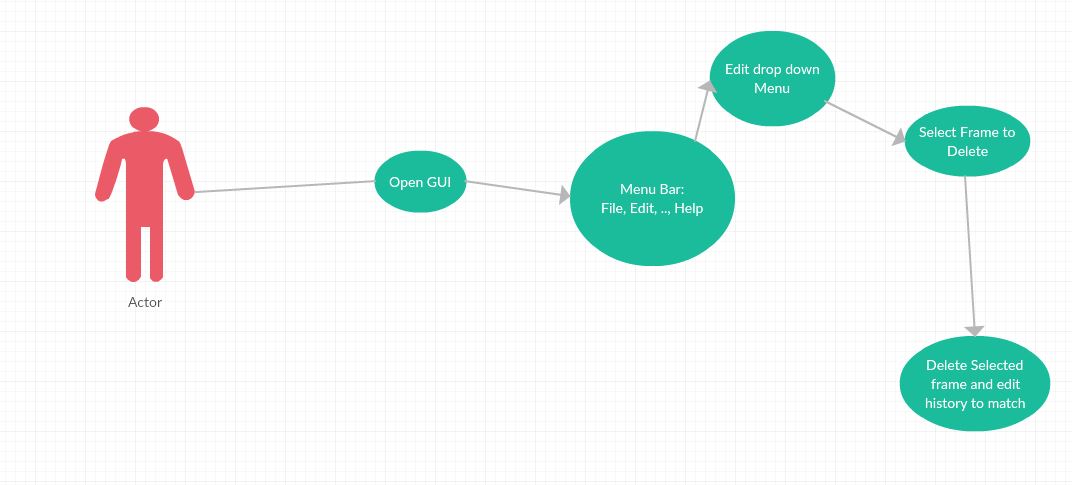 Edit drop down
Menu
Select Frame to
Delete
Open GUI
Menu Bar:
File, Edit, .., Help
Actor
Delete Selected
frame and edit
history to match